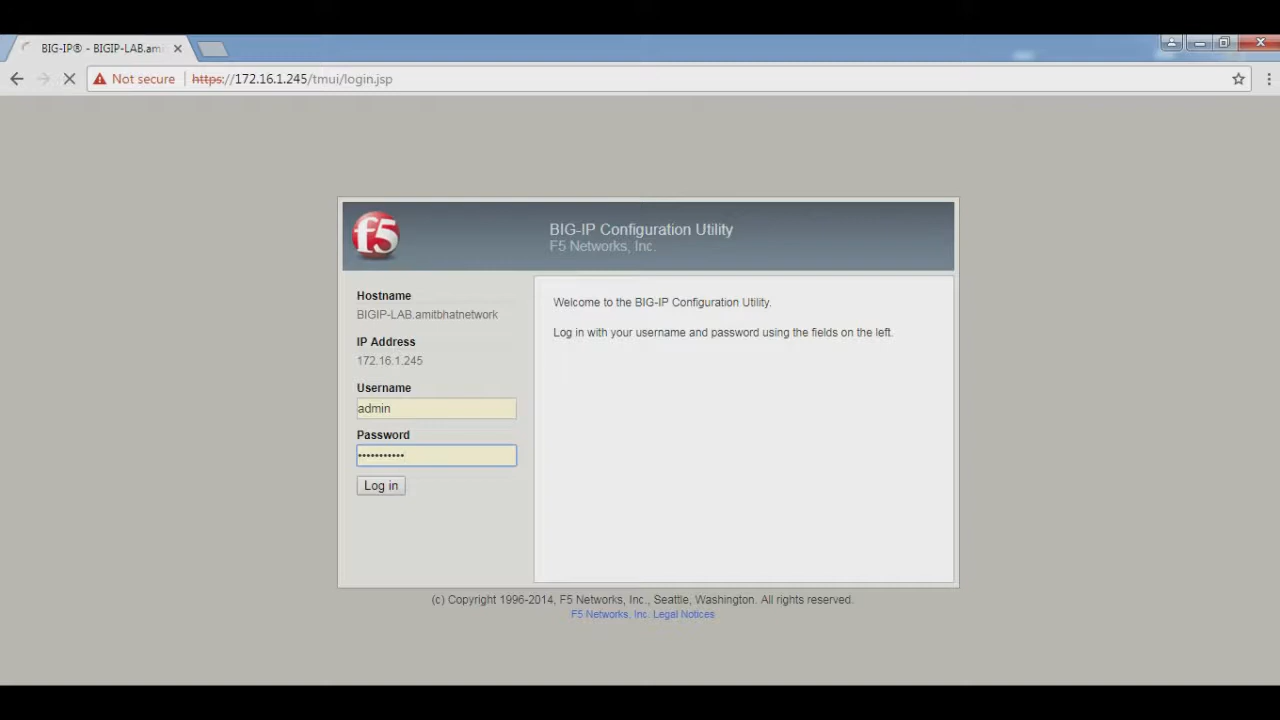 BIG-IP® - BIGIP-LAB.ami
Not secure | https://172.16.1.245/tmui/login.jsp
f5
BIG-IP Configuration Utility
F5 Networks, Inc.
Hostname
BIGIP-LAB.amitbhatnetwork
IP Address
172.16.1.245
Username
admin
Password
•••••••••••
Log in
Welcome to the BIG-IP Configuration Utility.
Log in with your username and password using the fields on the left.
(c) Copyright 1996-2014, F5 Networks, Inc., Seattle, Washington. All rights reserved.
F5 Networks, Inc. Legal Notices